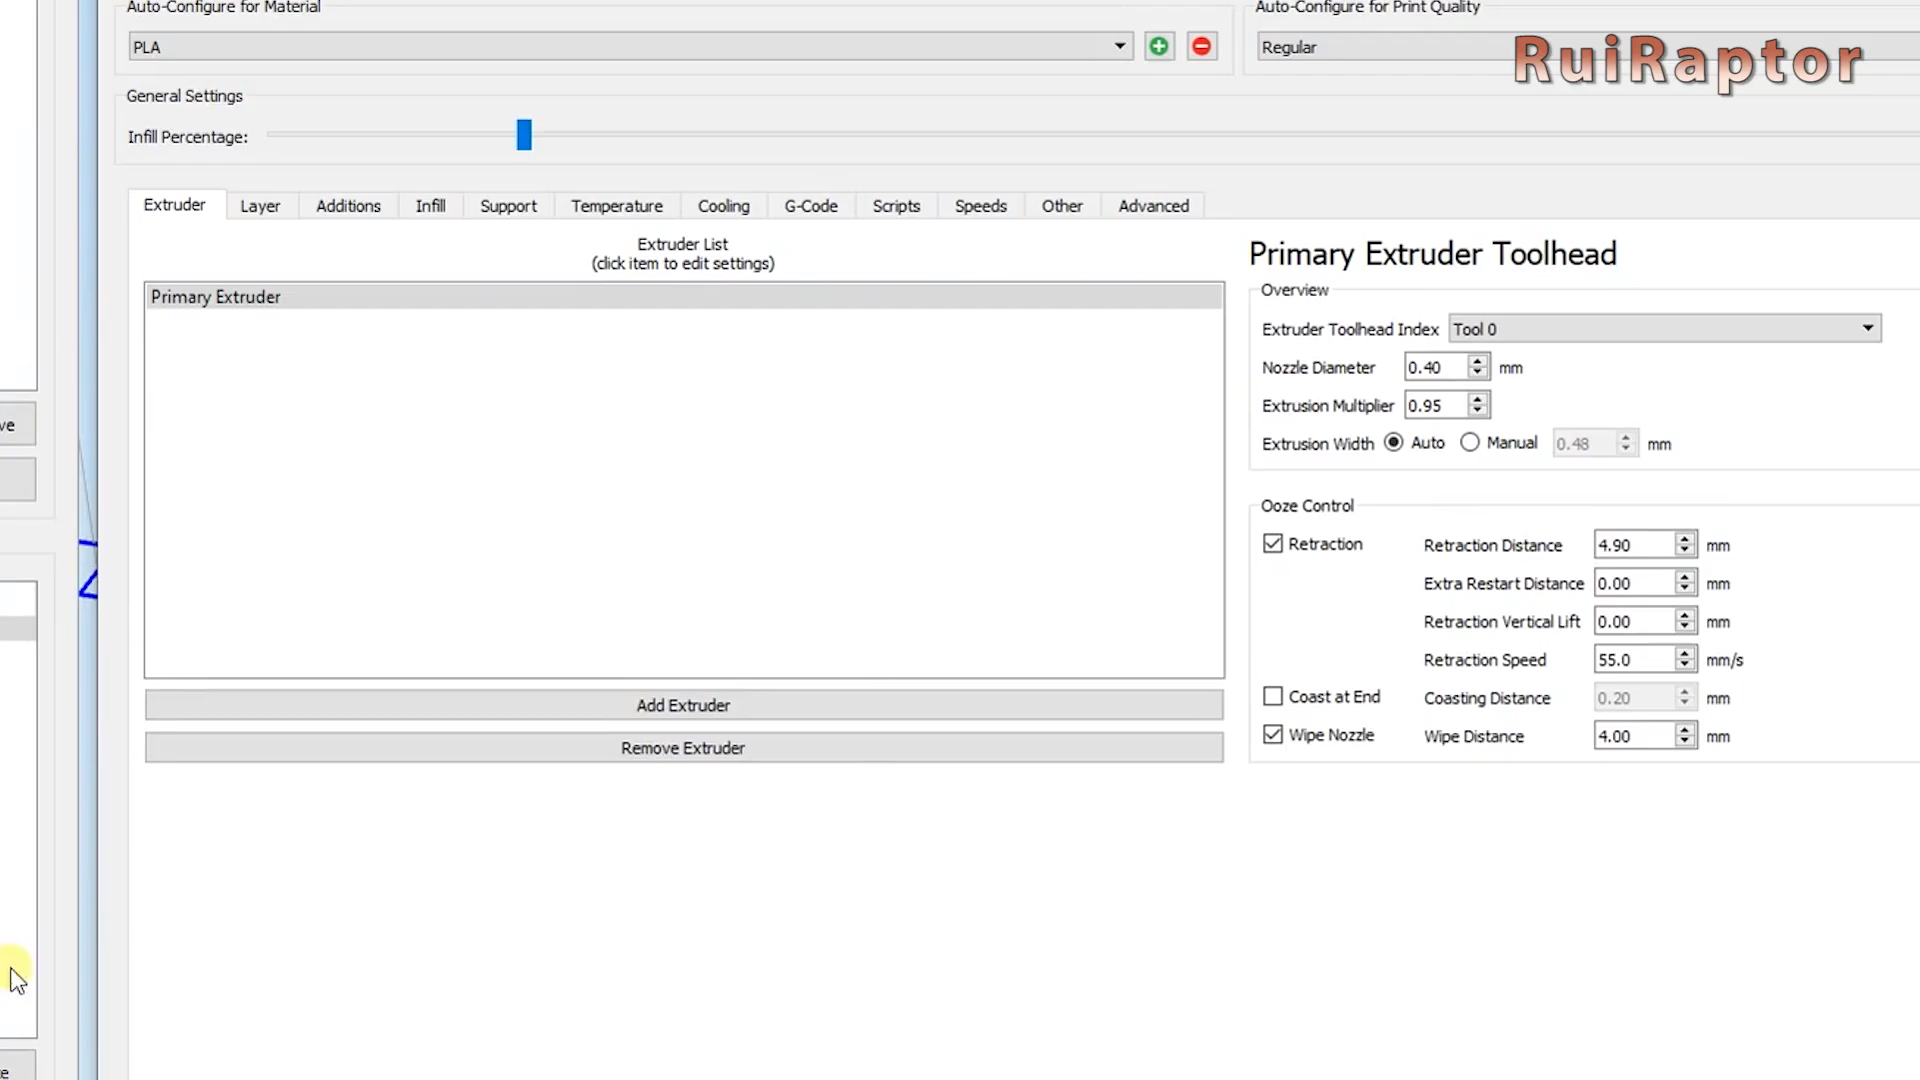 Auto-Configure for Material
Auto-Configure for Print Quality
PLA
Regular
RuiRaptor
General Settings
Infill Percentage:
Extruder
Layer
Additions
Infill
Support
Temperature
Cooling
G-Code
Scripts
Speeds
Other
Advanced
Extruder List
(click item to edit settings)
Primary Extruder
Add Extruder
Remove Extruder
Primary Extruder Toolhead
Overview
Extruder Toolhead Index Tool 0
Nozzle Diameter 0.40 mm
Extrusion Multiplier 0.95
Extrusion Width Auto Manual 0.48 mm
Ooze Control
Retraction Retraction Distance 4.90 mm
Extra Restart Distance 0.00 mm
Retraction Vertical Lift 0.00 mm
Retraction Speed 55.0 mm/s
Coast at End Coasting Distance 0.20 mm
Wipe Nozzle Wipe Distance 4.00 mm